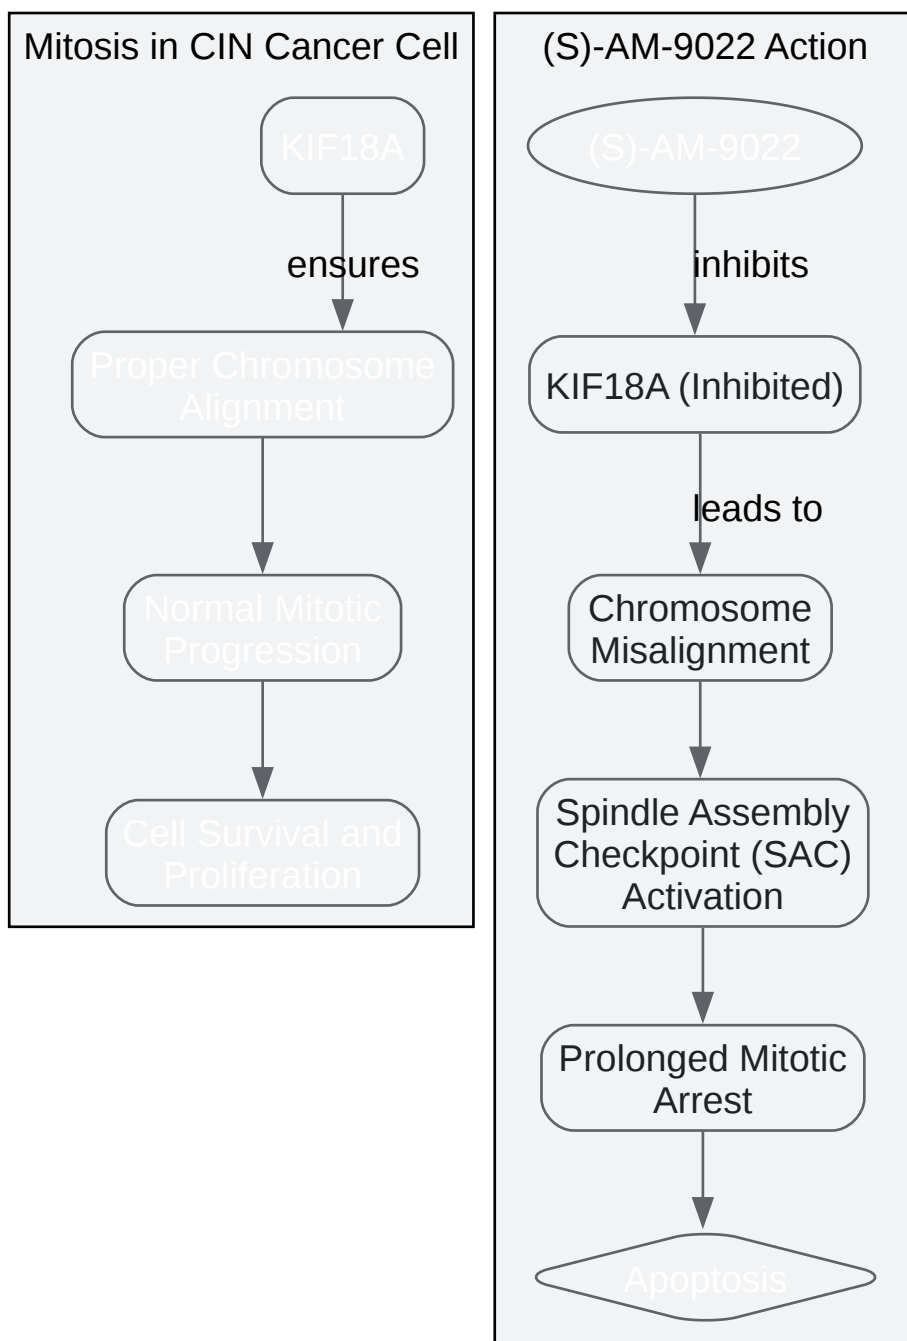 Mitosis in CIN Cancer Cell
KIF18A
ensures
Proper Chromosome
Alignment
Normal Mitotic
Progression
Cell Survival and
Proliferation
(S)-AM-9022 Action
(S)-AM-9022
inhibits
KIF18A (Inhibited)
leads to
Chromosome
Misalignment
Spindle Assembly
Checkpoint (SAC)
Activation
Prolonged Mitotic
Arrest
Apoptosis